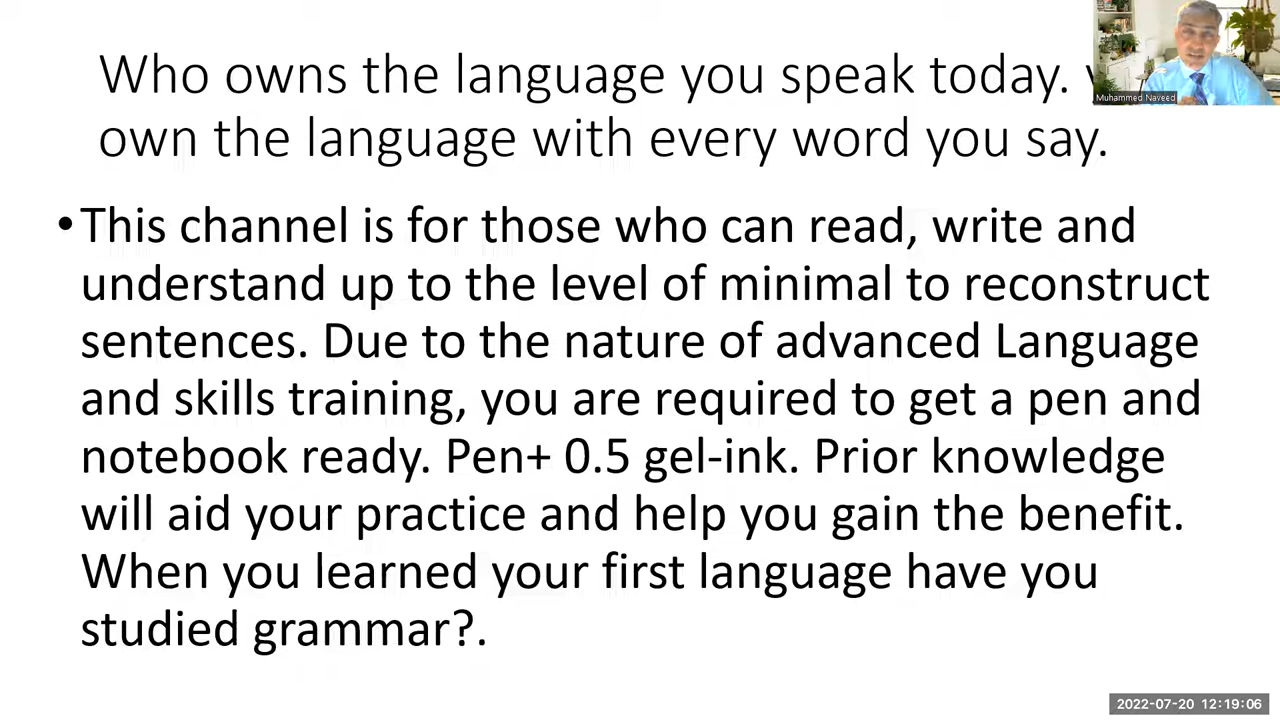 Who owns the language you speak today.
own the language with every word you say.
Muhammed Naveed
• This channel is for those who can read, write and
understand up to the level of minimal to reconstruct
sentences. Due to the nature of advanced Language
and skills training, you are required to get a pen and
notebook ready. Pen+ 0.5 gel-ink. Prior knowledge
will aid your practice and help you gain the benefit.
When you learned your first language have you
studied grammar?.
2022-07-20 12:19:06